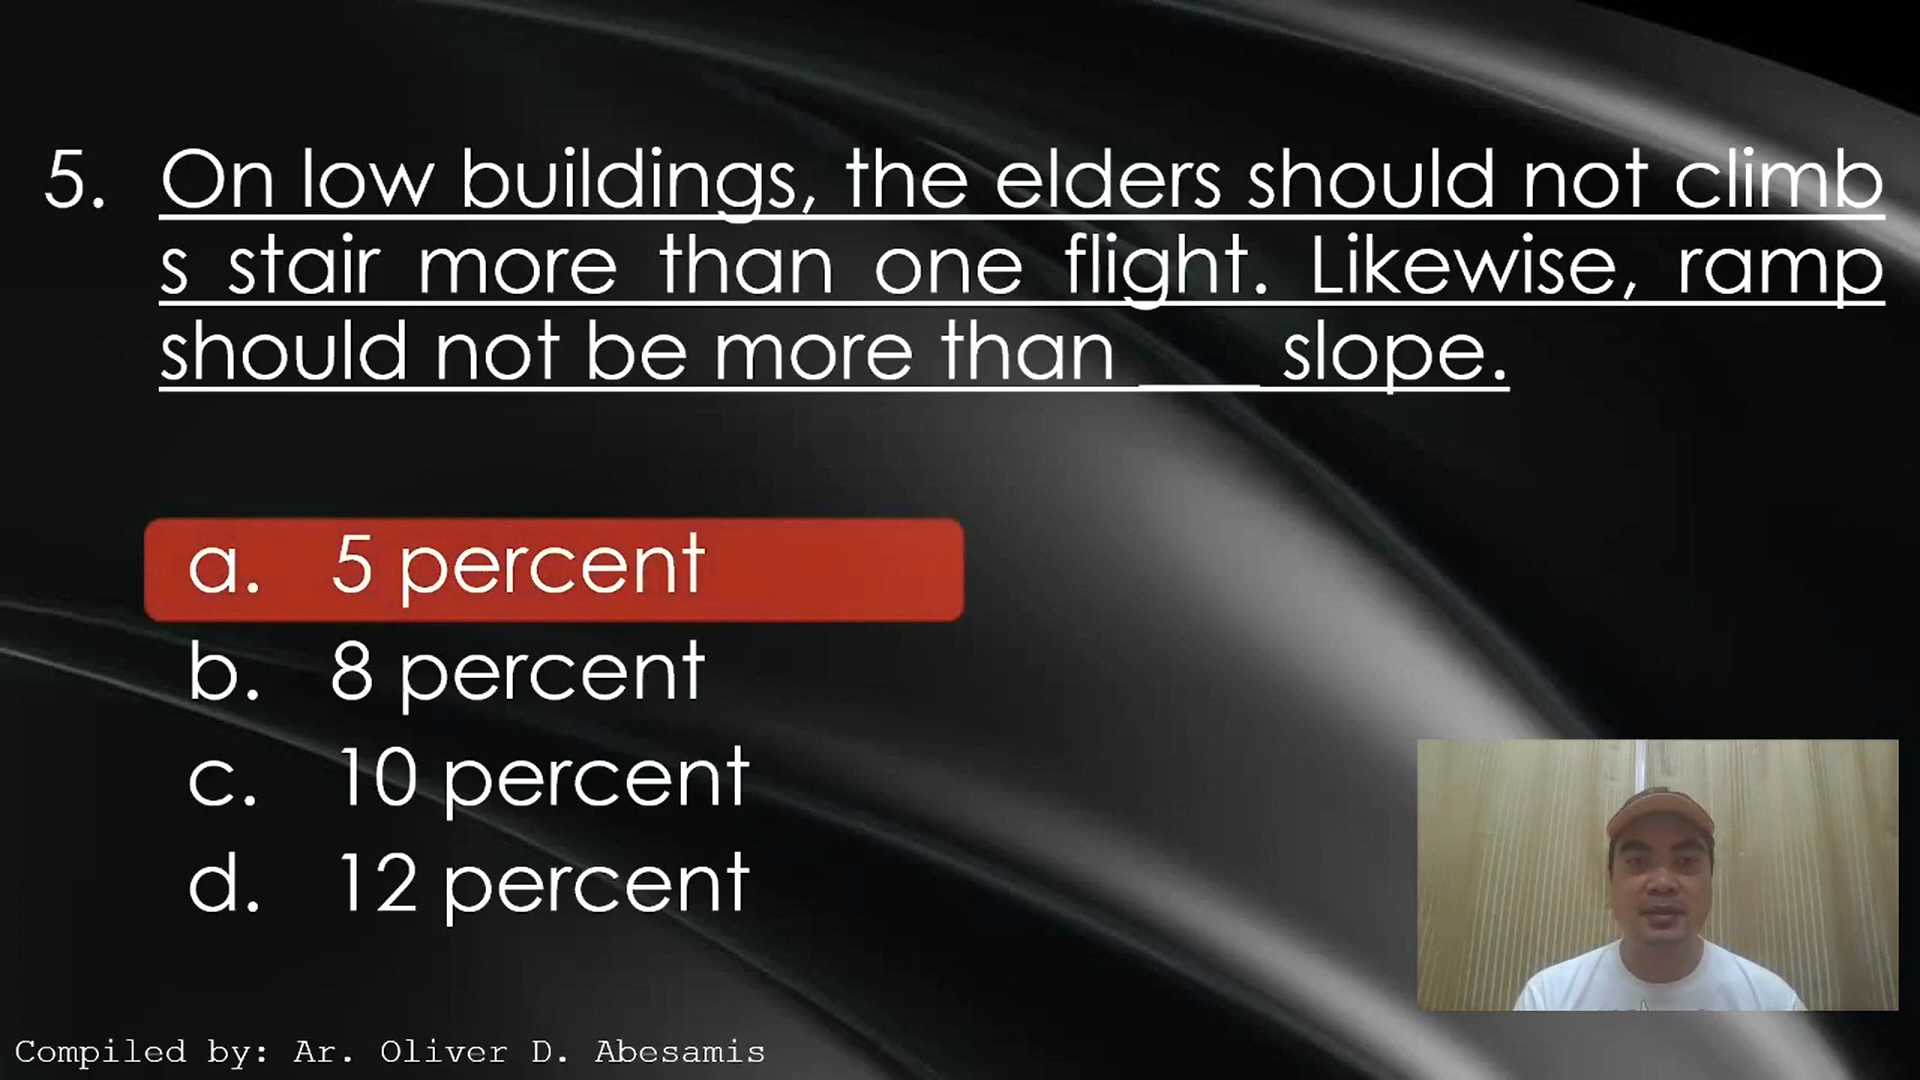 5. On low buildings, the elders should not climb
s stair more than one flight. Likewise, ramp
should not be more than ___ slope.
a. 5 percent
b. 8 percent
c. 10 percent
d. 12 percent
Compiled by: Ar. Oliver D. Abesamis